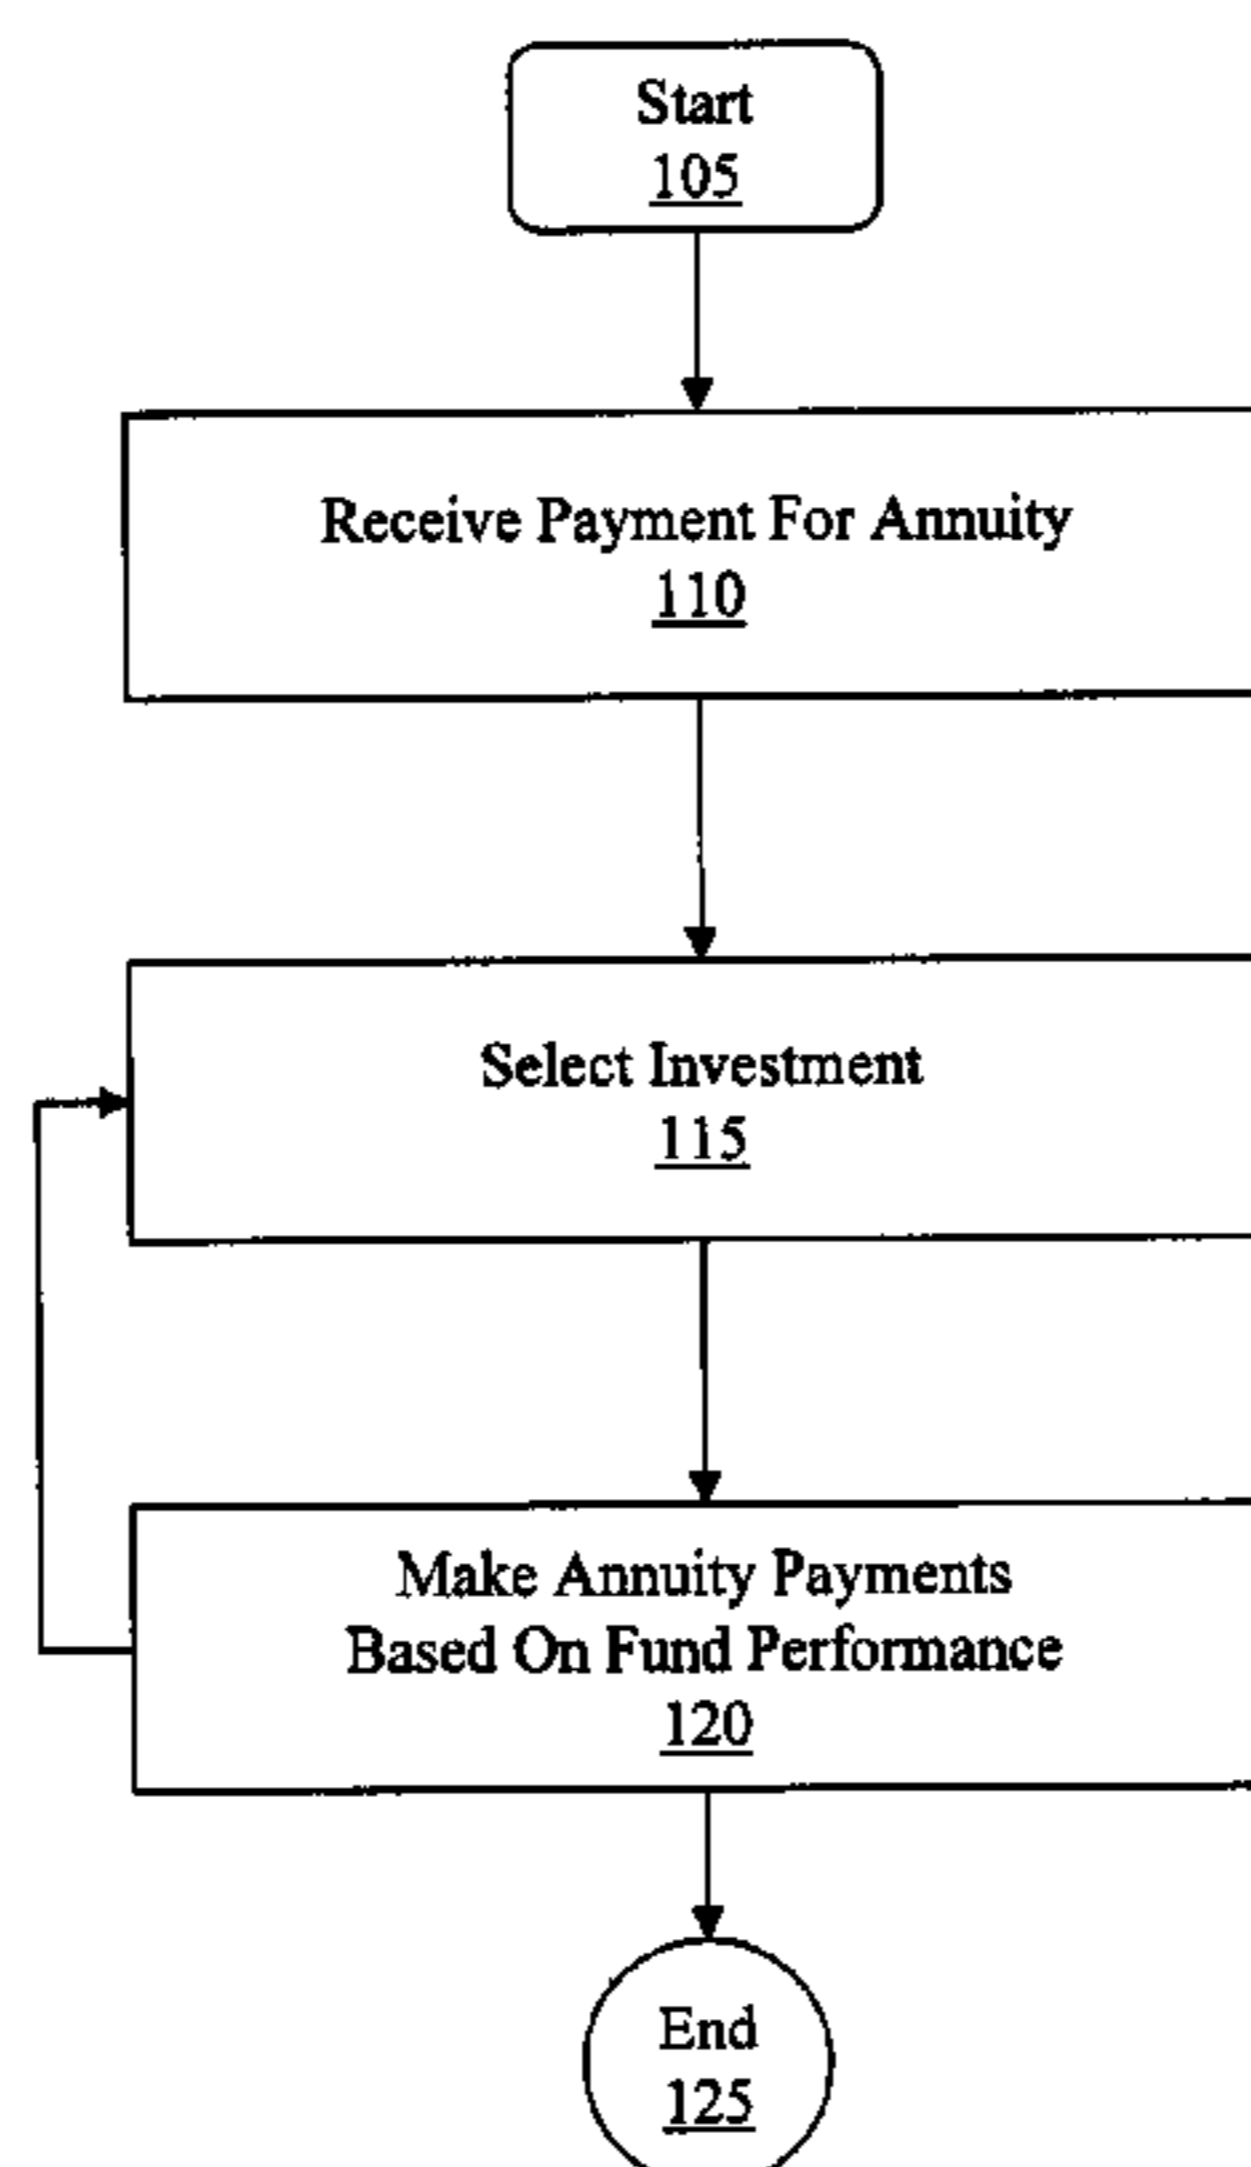 Start
105
Receive Payment For Annuity
110
Select Investment
115
Make Annuity Payments
Based On Fund Performance
120
End
125